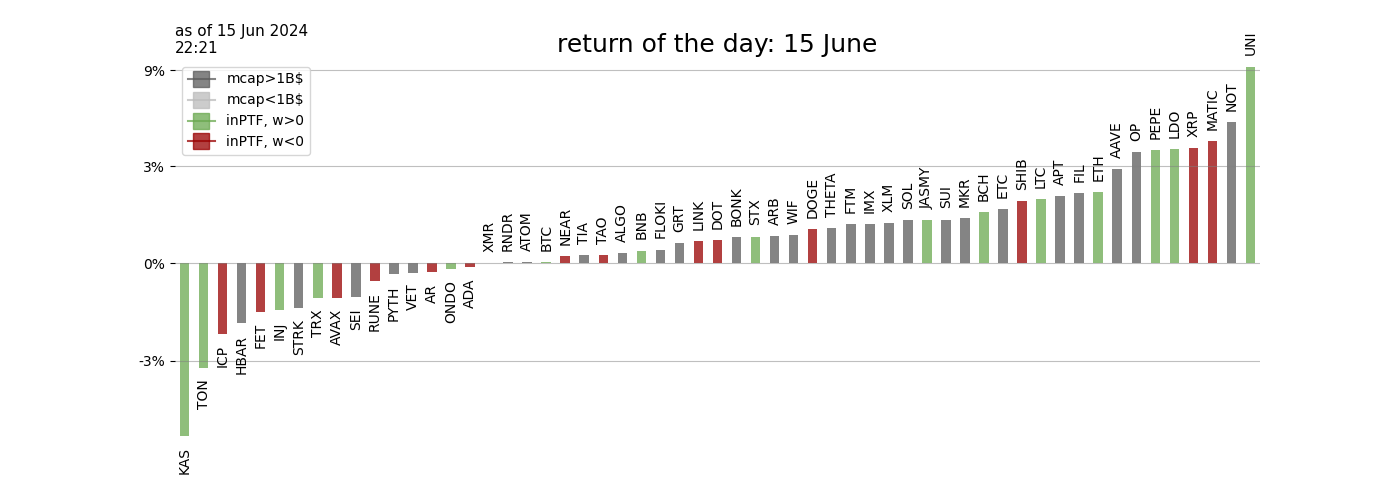 as of 15 Jun 2024
22:21
return of the day: 15 June
mcap>1B$
mcap<1B$
inPTF, w>0
inPTF, w<0
9%
3%
0%
-3%
KAS
TON
ICP
HBAR
FET
INJ
STRK
TRX
AVAX
SEI
RUNE
PYTH
VET
AR
ONDO
ADA
XMR
RNDR
ATOM
BTC
NEAR
TIA
TAO
ALGO
BNB
FLOKI
GRT
LINK
DOT
BONK
STX
ARB
WIF
DOGE
THETA
FTM
IMX
XLM
SOL
JASMY
SUI
MKR
BCH
ETC
SHIB
LTC
APT
FIL
ETH
AAVE
OP
PEPE
LDO
XRP
MATIC
NOT
UNI